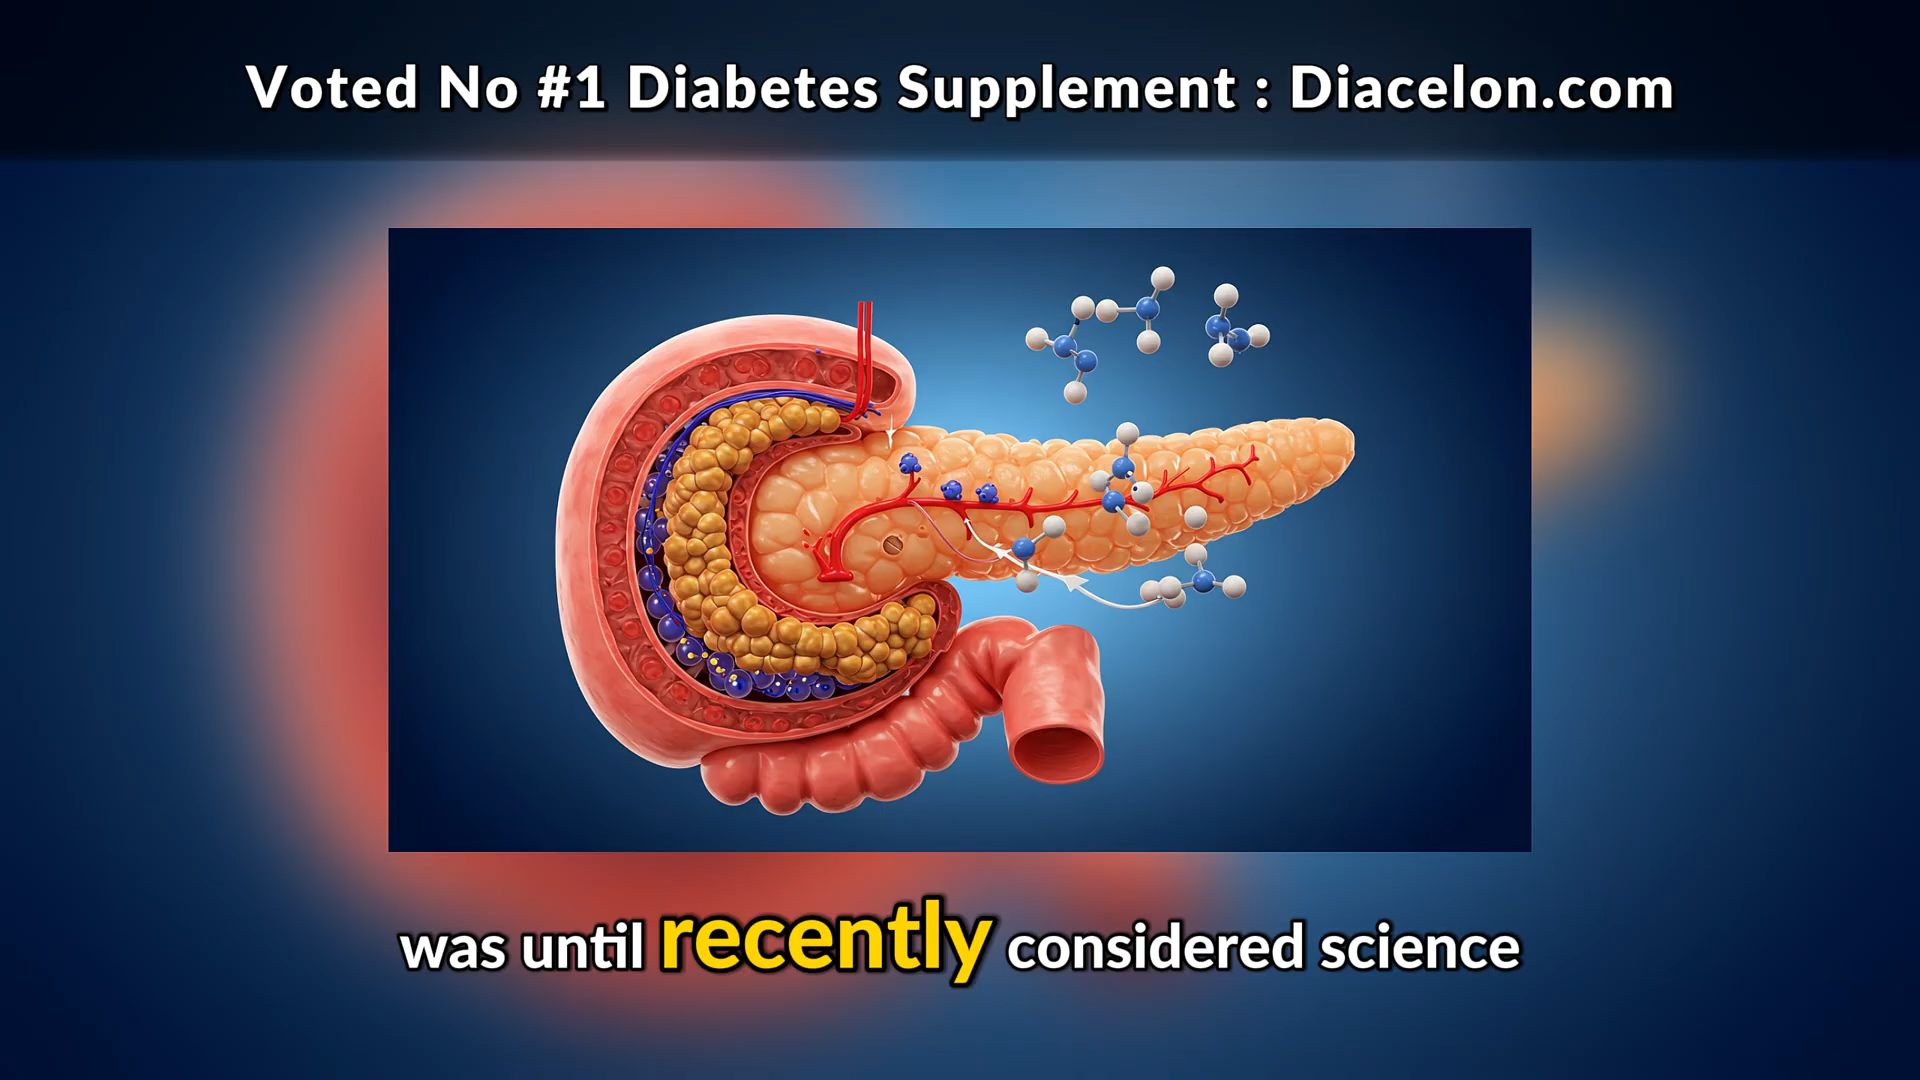 Voted No #1 Diabetes Supplement : Diacelon.com
was until recently considered science